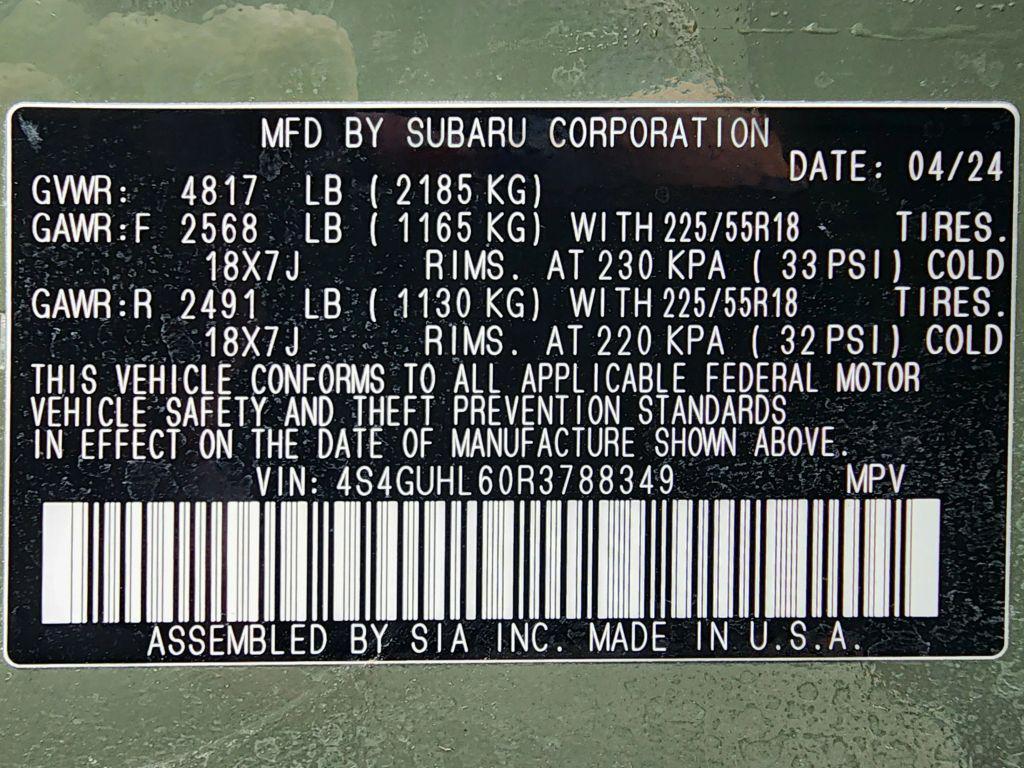 MFD BY SUBARU CORPORATION
DATE: 04/24
GVWR: 4817 LB ( 2185 KG)
GAWR:F 2568 LB ( 1165 KG) WITH 225/55R18 TIRES.
18X7J RIMS. AT 230 KPA ( 33 PSI) COLD
GAWR:R 2491 LB ( 1130 KG) WITH 225/55R18 TIRES.
18X7J RIMS. AT 220 KPA ( 32 PSI) COLD
THIS VEHICLE CONFORMS TO ALL APPLICABLE FEDERAL MOTOR
VEHICLE SAFETY AND THEFT PREVENTION STANDARDS
IN EFFECT ON THE DATE OF MANUFACTURE SHOWN ABOVE.
VIN: 4S4GUHL60R3788349 MPV
ASSEMBLED BY SIA INC. MADE IN U.S.A.